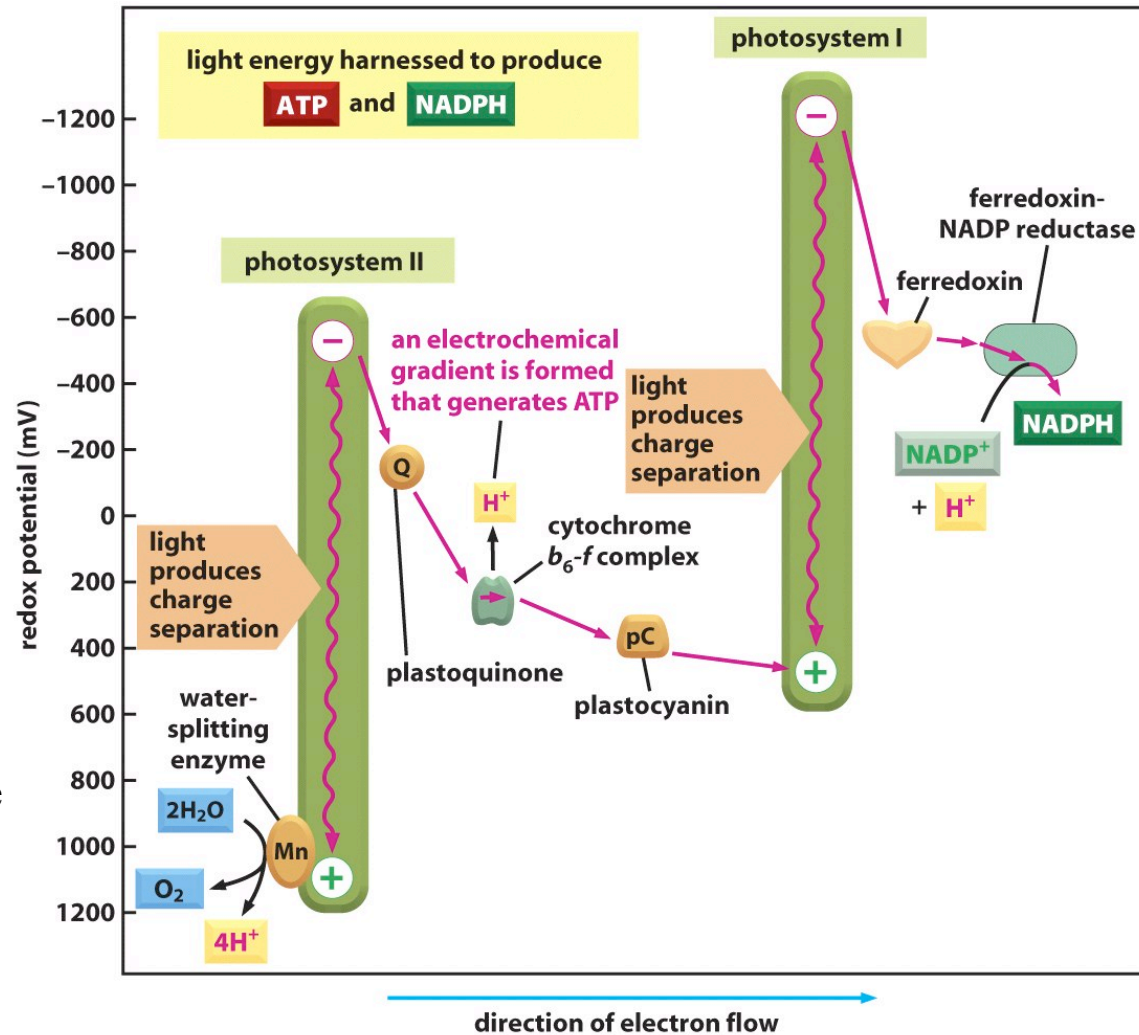 photosystem I
light energy harnessed to produce
ATP and NADPH
−1200
−1000
−800
−600
−400
−200
0
200
400
600
800
1000
1200
redox potential (mV)
ferredoxin-
NADP reductase
photosystem II
ferredoxin
−
−
an electrochemical
gradient is formed
that generates ATP
light
produces
charge
separation
NADPH
NADP⁺
+ H⁺
Q
H⁺
cytochrome
b₆-f complex
light
produces
charge
separation
pC
+
plastoquinone
plastocyanin
water-
splitting
enzyme
2H₂O
Mn
+
O₂
4H⁺
e
direction of electron flow